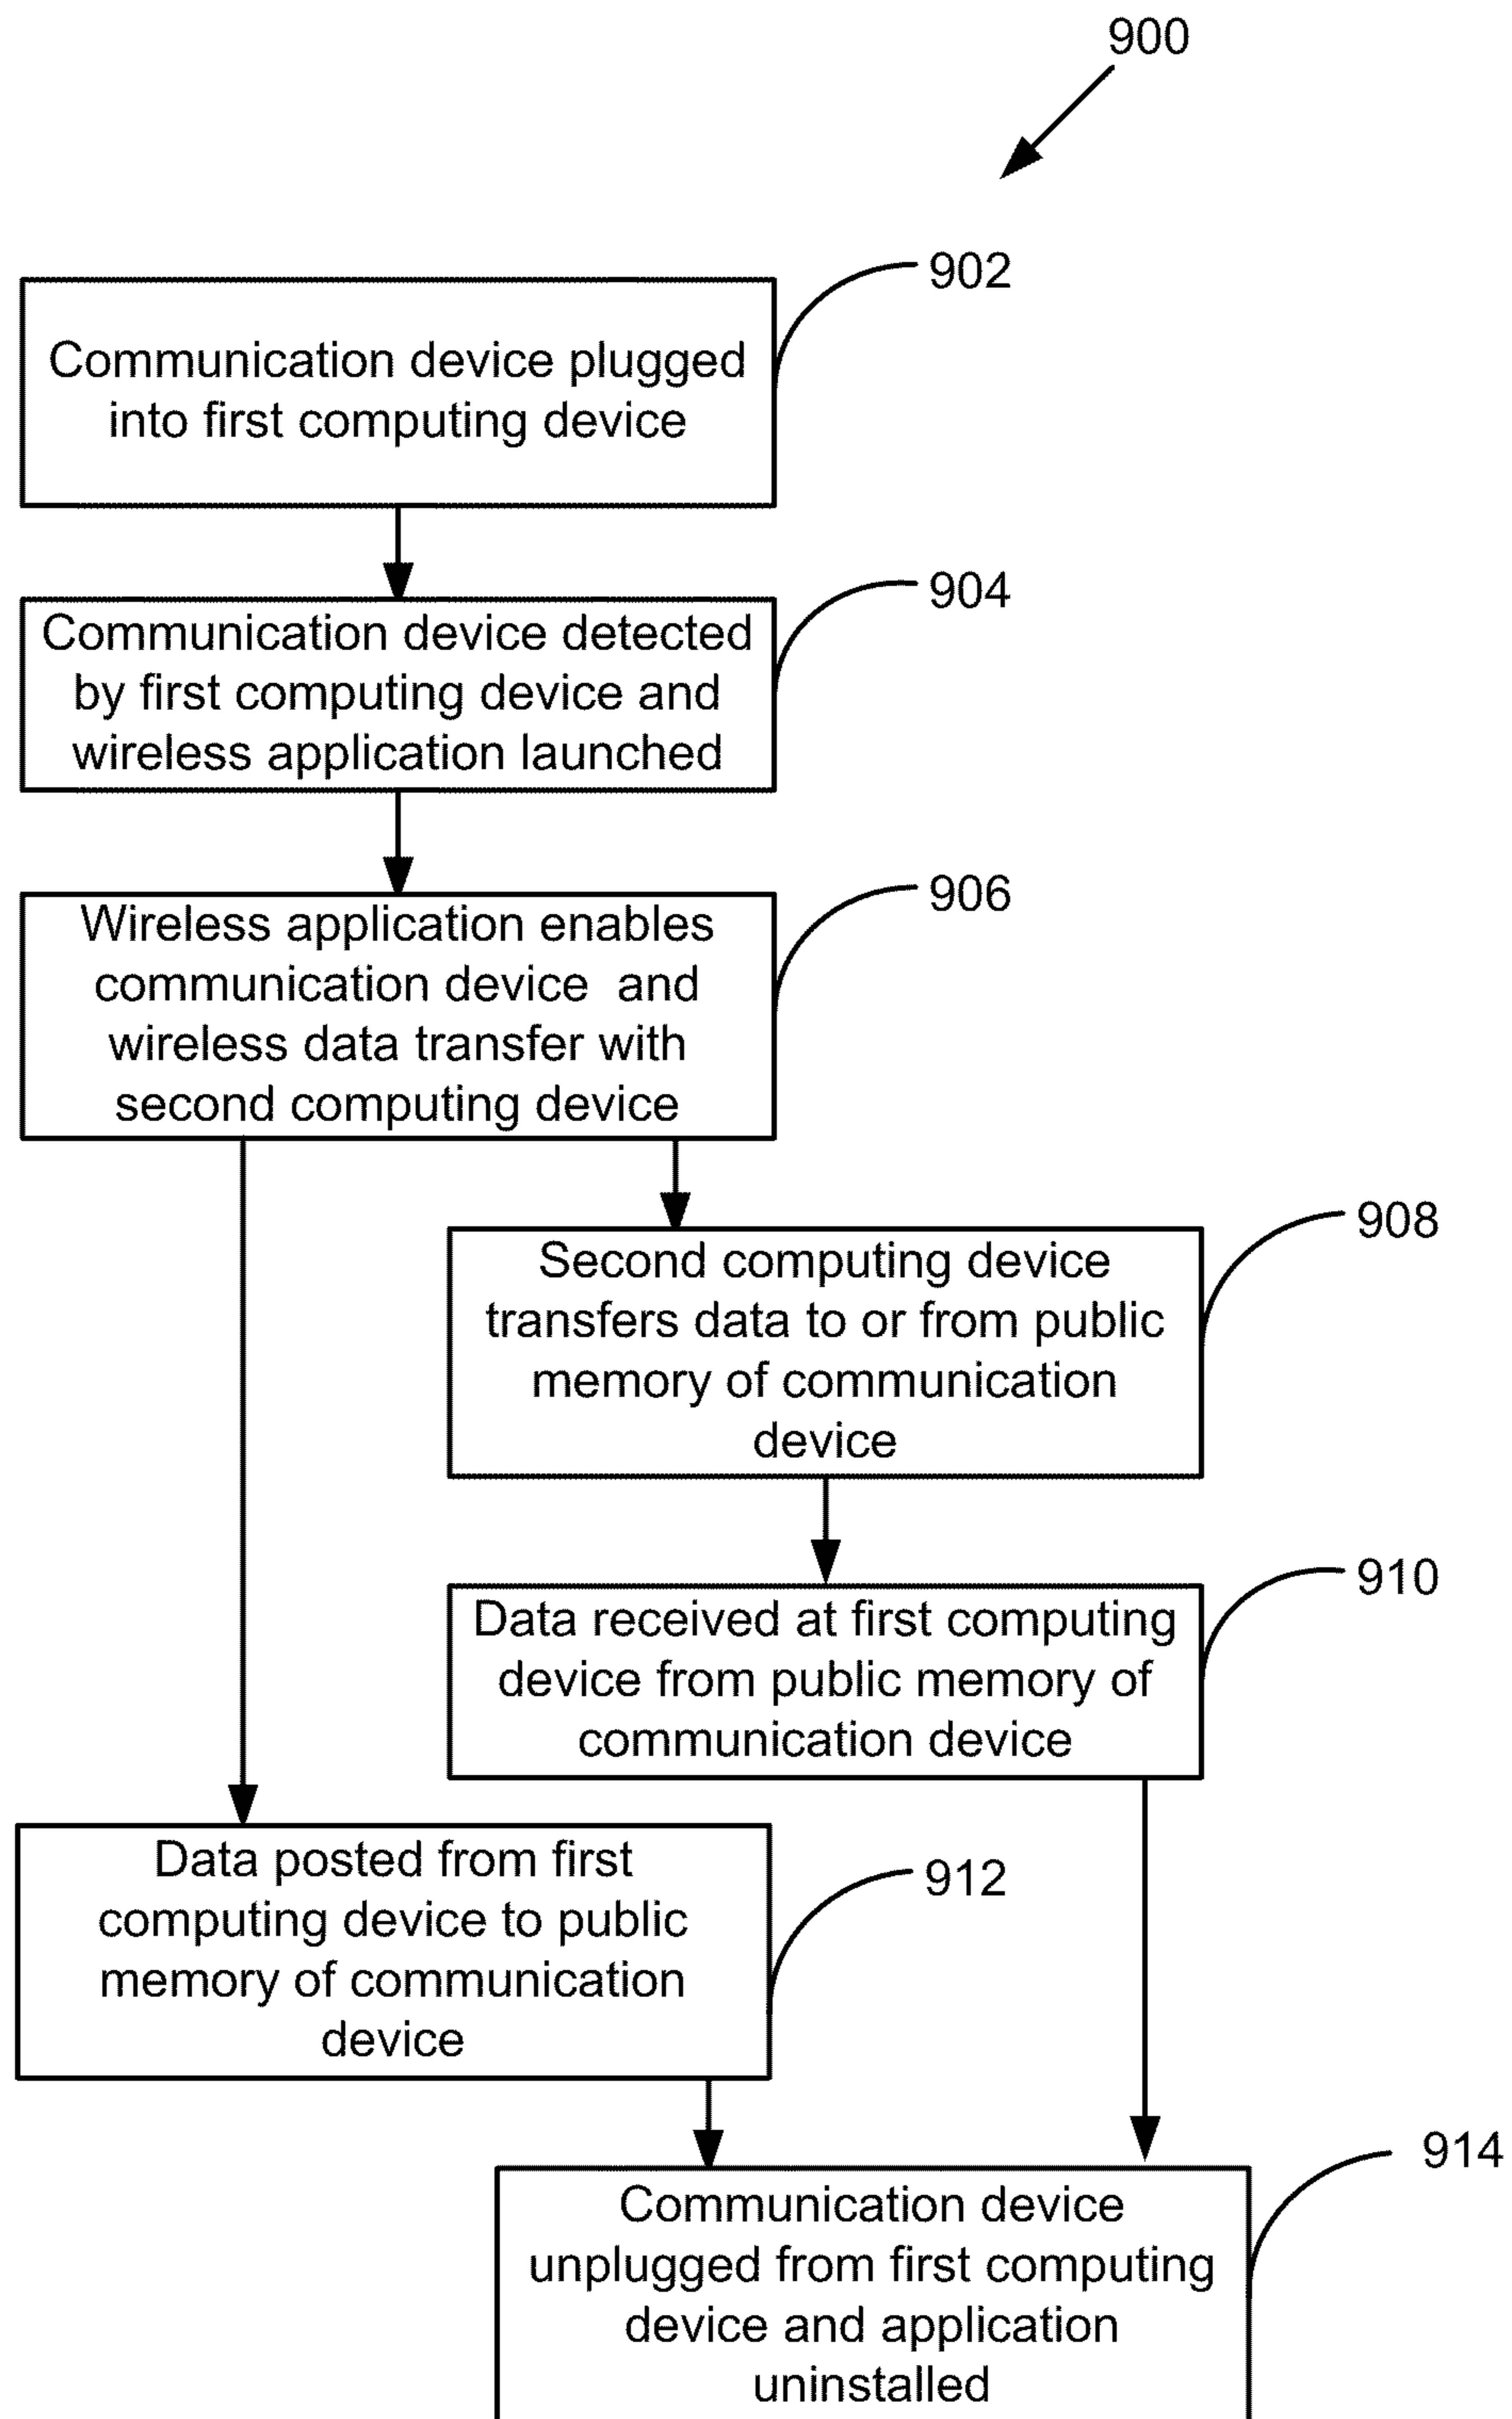 900
902
Communication device plugged
into first computing device
904
Communication device detected
by first computing device and
wireless application launched
906
Wireless application enables
communication device and
wireless data transfer with
second computing device
908
Second computing device
transfers data to or from public
memory of communication
device
910
Data received at first computing
device from public memory of
communication device
912
Data posted from first
computing device to public
memory of communication
device
914
Communication device
unplugged from first computing
device and application
uninstalled